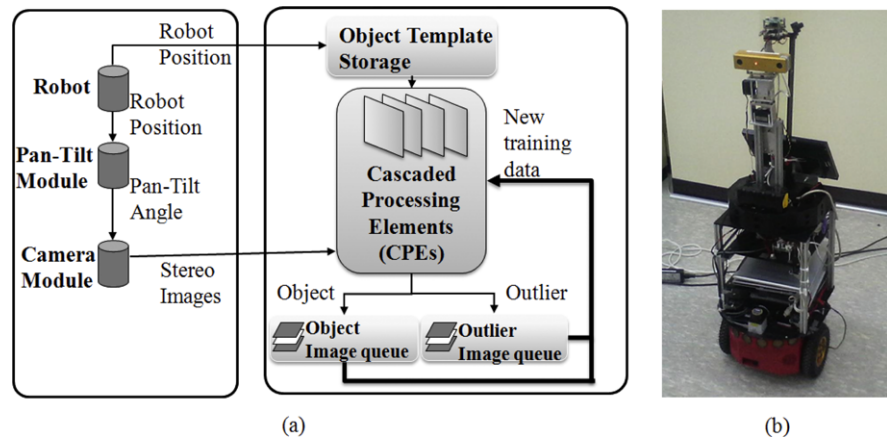 Robot
Position
Robot
Robot
Position
Pan-Tilt
Module
Pan-Tilt
Angle
Camera
Module
Stereo
Images
Object Template
Storage
New
training
data
Cascaded
Processing
Elements
(CPEs)
Object
Outlier
Object
Image queue
Outlier
Image queue
(a)
(b)